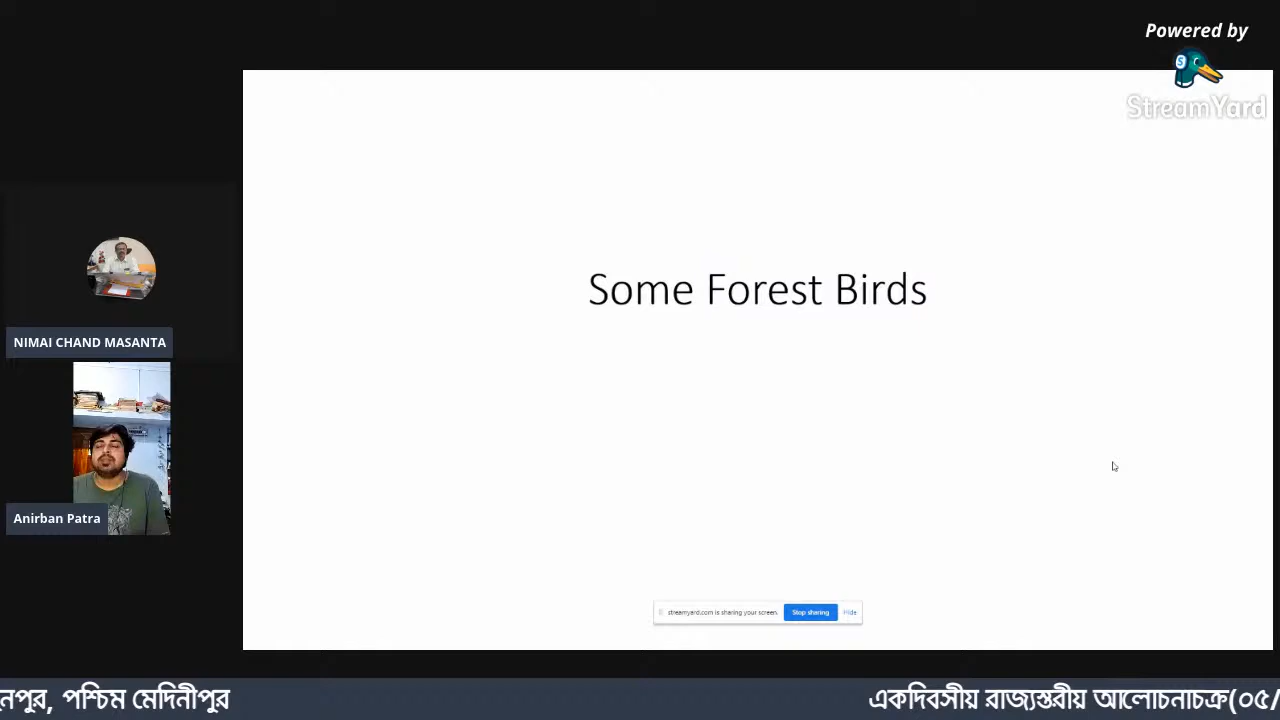 Powered by
StreamYard
Some Forest Birds
NIMAI CHAND MASANTA
Anirban Patra
streamyard.com is sharing your screen.
Stop sharing
Hide
নপুর, পশ্চিম মেদিনীপুর
একদিবসীয় রাজ্যস্তরীয় আলোচনাচক্র(০৫/